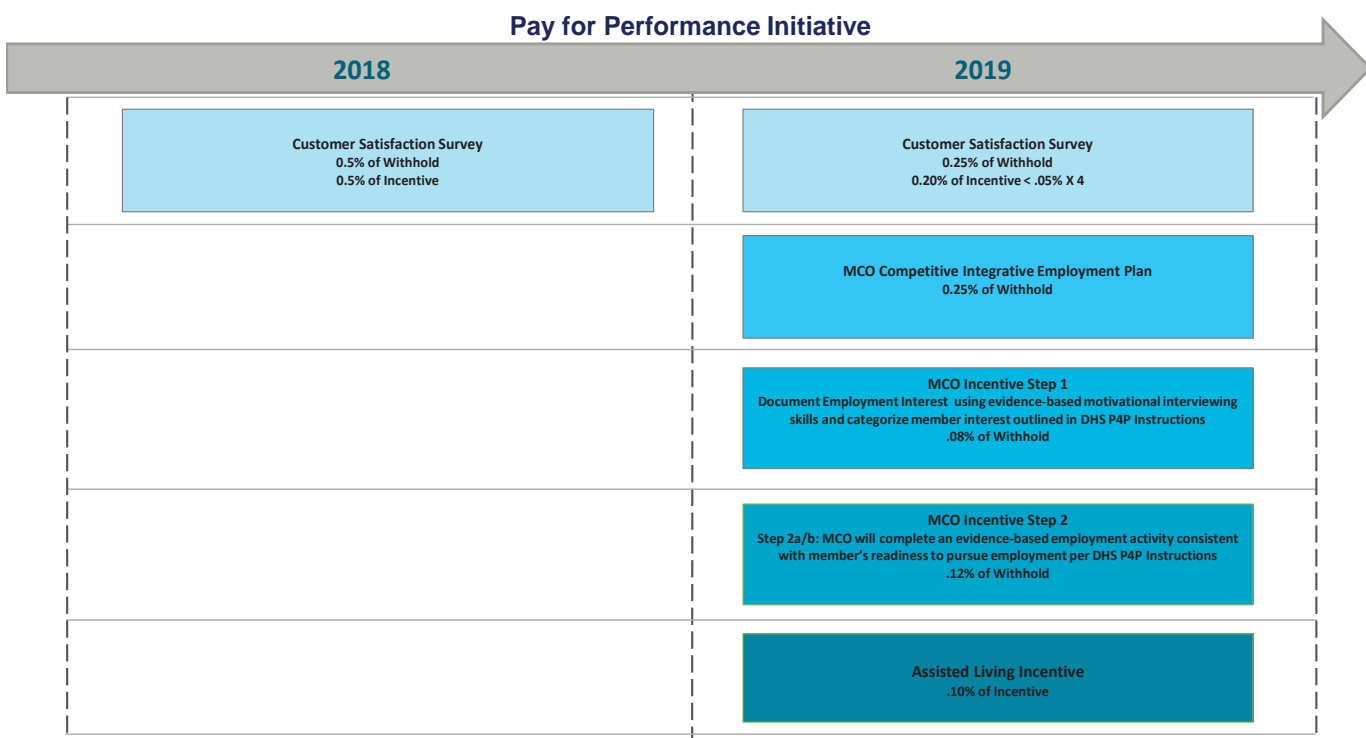 Pay for Performance Initiative
2018
2019
Customer Satisfaction Survey
0.5% of Withhold
0.5% of Incentive
Customer Satisfaction Survey
0.25% of Withhold
0.20% of Incentive < .05% X 4
MCO Competitive Integrative Employment Plan
0.25% of Withhold
MCO Incentive Step 1
Document Employment Interest using evidence-based motivational interviewing
skills and categorize member interest outlined in DHS P4P Instructions
.08% of Withhold
MCO Incentive Step 2
Step 2a/b: MCO will complete an evidence-based employment activity consistent
with member's readiness to pursue employment per DHS P4P Instructions
.12% of Withhold
Assisted Living Incentive
.10% of Incentive